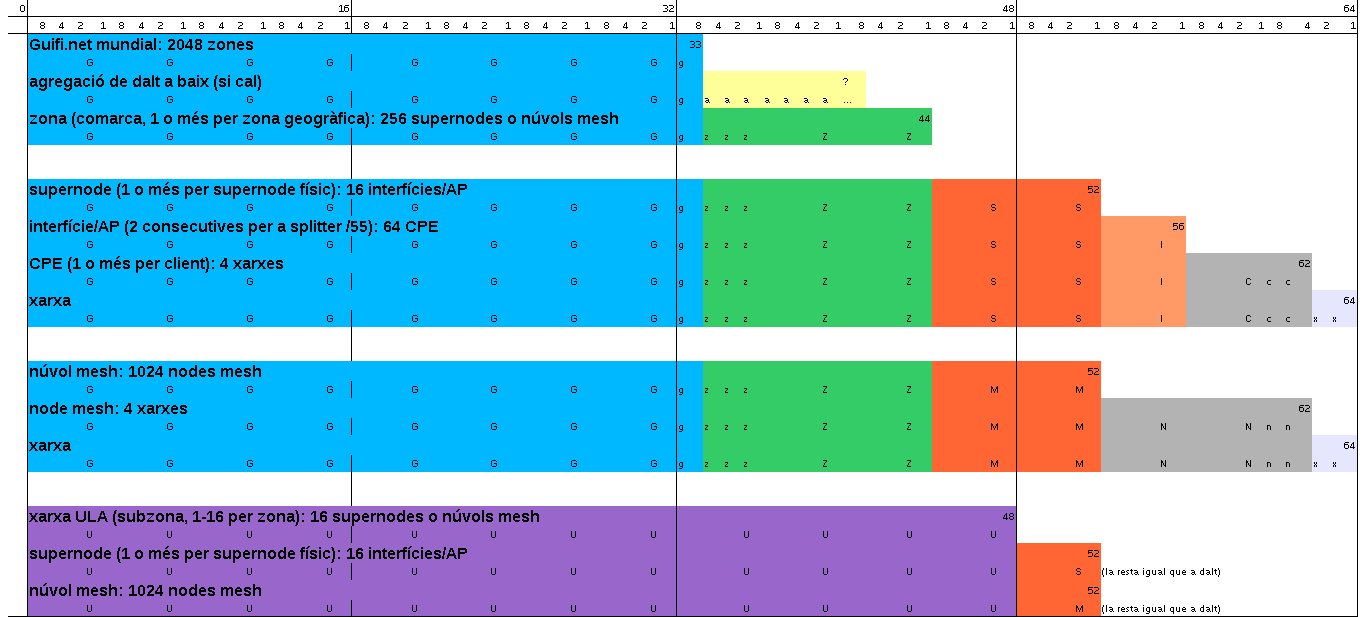 0 16 32 48 64
8 4 2 1 8 4 2 1 8 4 2 1 8 4 2 1 8 4 2 1 8 4 2 1 8 4 2 1 8 4 2 1 8 4 2 1 8 4 2 1 8 4 2 1 8 4 2 1 8 4 2 1 8 4 2 1 8 4 2 1 8 4 2 1
Guifi.net mundial: 2048 zones 33
G G G G G G G G g
agregació de dalt a baix (si cal) ?
G G G G G G G G g a a a a a a a ...
zona (comarca, 1 o més per zona geogràfica): 256 supernodes o núvols mesh 44
G G G G G G G G g z z z Z Z
supernode (1 o més per supernode físic): 16 interfícies/AP 52
G G G G G G G G g z z z Z Z S S
interfície/AP (2 consecutives per a splitter /55): 64 CPE 56
G G G G G G G G g z z z Z Z S S I
CPE (1 o més per client): 4 xarxes 62
G G G G G G G G g z z z Z Z S S I C c c
xarxa 64
G G G G G G G G g z z z Z Z S S I C c c x x
núvol mesh: 1024 nodes mesh 52
G G G G G G G G g z z z Z Z M M
node mesh: 4 xarxes 62
G G G G G G G G g z z z Z Z M M N N n n
xarxa 64
G G G G G G G G g z z z Z Z M M N N n n x x
xarxa ULA (subzona, 1-16 per zona): 16 supernodes o núvols mesh 48
U U U U U U U U U U U U
supernode (1 o més per supernode físic): 16 interfícies/AP 52
U U U U U U U U U U U U S (la resta igual que a dalt)
núvol mesh: 1024 nodes mesh 52
U U U U U U U U U U U U M (la resta igual que a dalt)